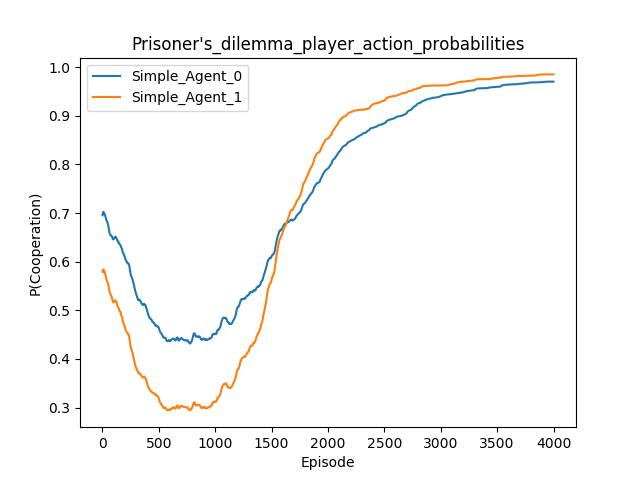 Prisoner's_dilemma_player_action_probabilities
Simple_Agent_0
Simple_Agent_1
P(Cooperation)
1.0
0.9
0.8
0.7
0.6
0.5
0.4
0.3
0 500 1000 1500 2000 2500 3000 3500 4000
Episode